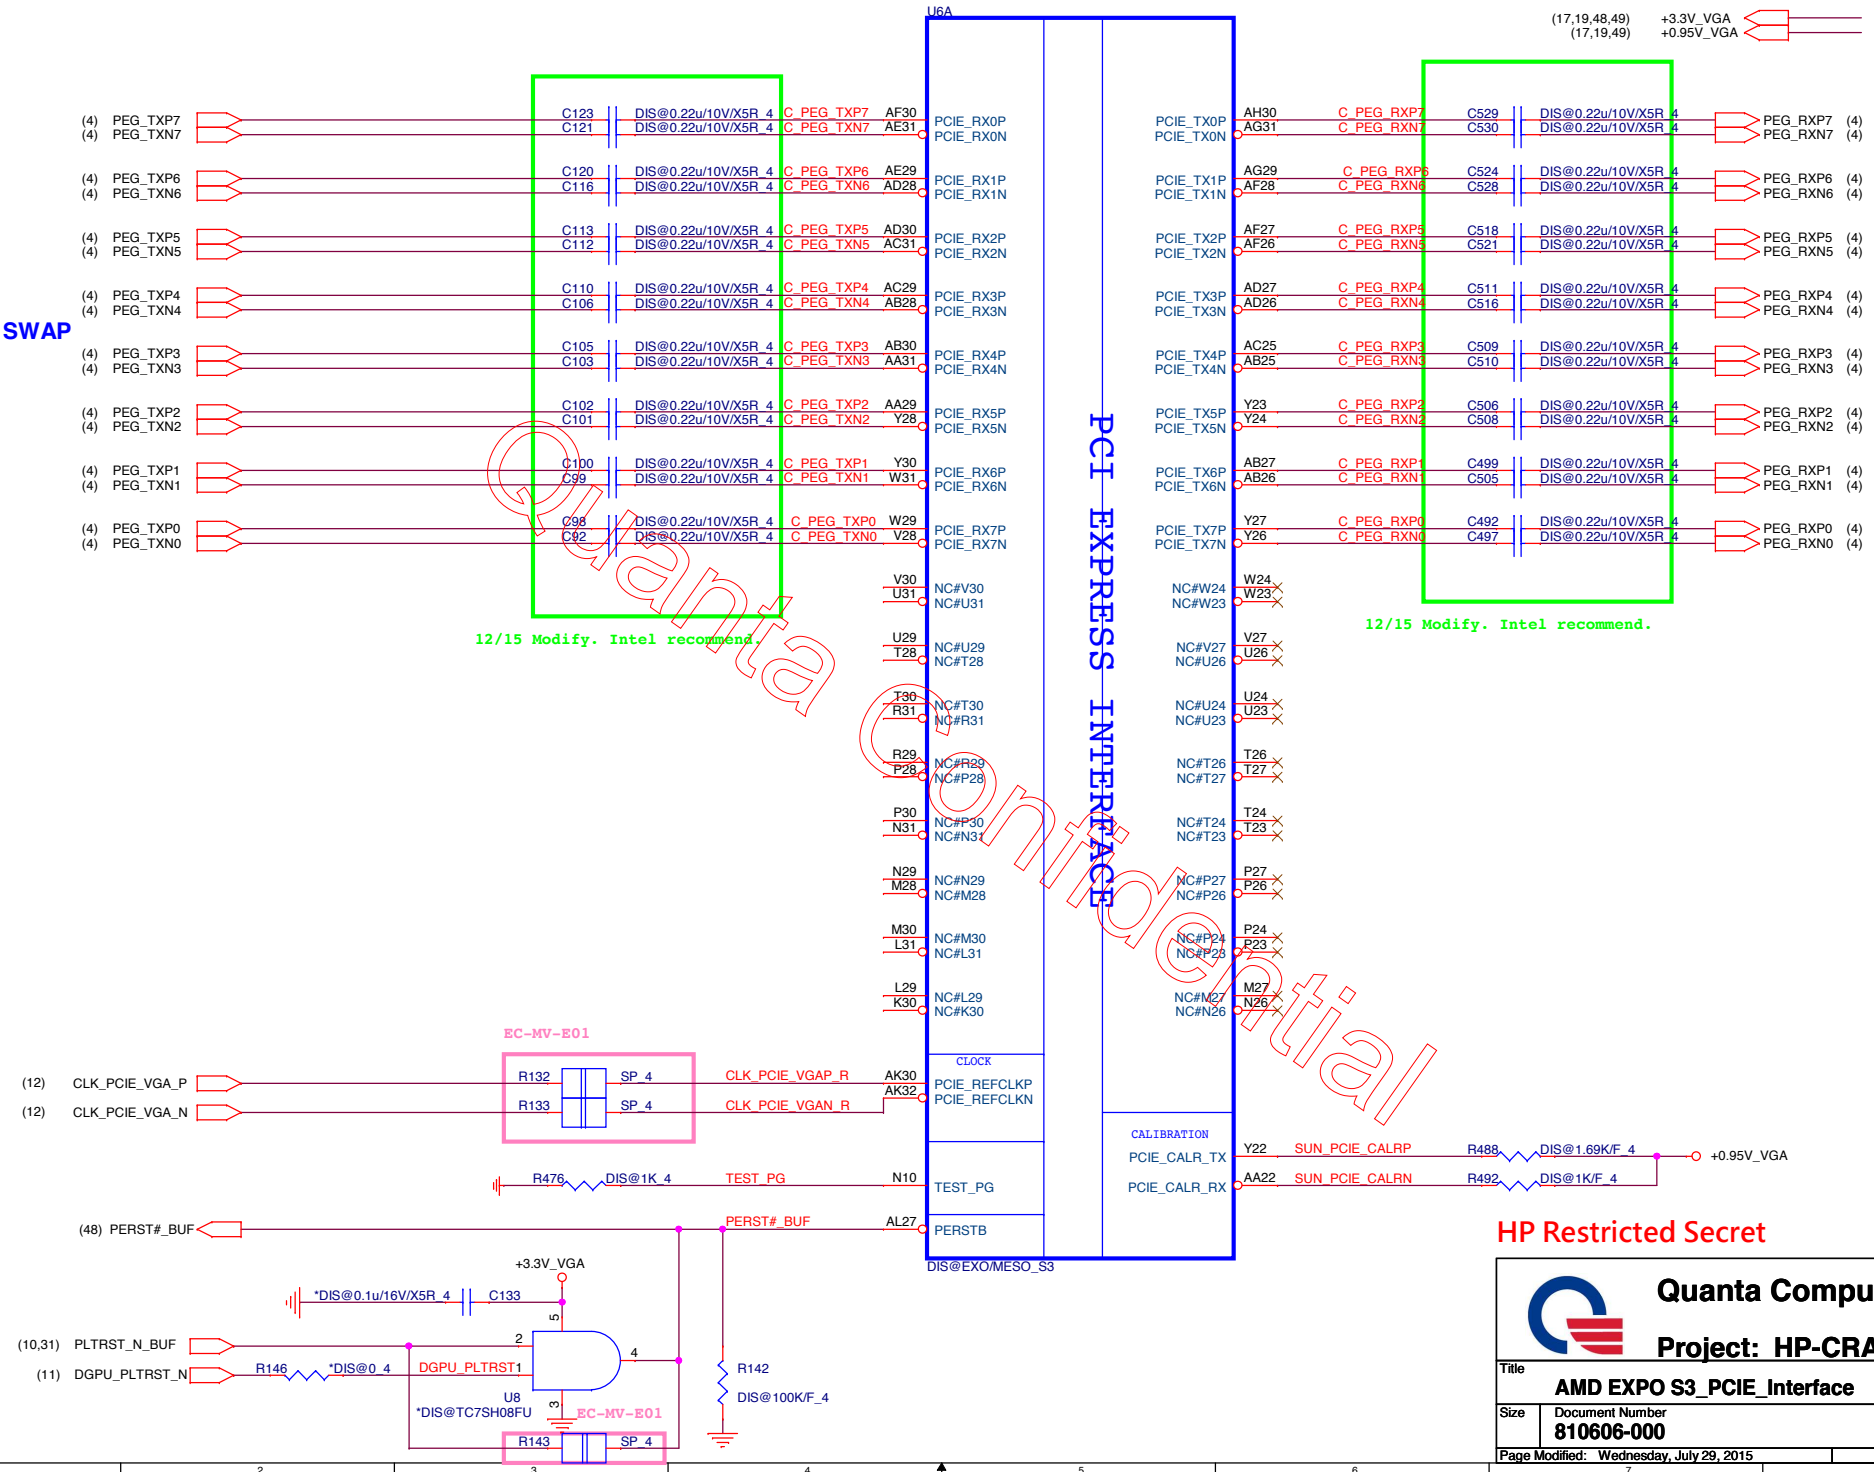 U6A
(17,19,48,49) +3.3V_VGA
(17,19,49) +0.95V_VGA
(4) PEG_TXP7 C123 DIS@0.22u/10V/X5R_4 C_PEG_TXP7 AF30 PCIE_RX0P PCIE_TX0P AH30 C_PEG_RXP7 C529 DIS@0.22u/10V/X5R_4 PEG_RXP7 (4)
(4) PEG_TXN7 C121 DIS@0.22u/10V/X5R_4 C_PEG_TXN7 AE31 PCIE_RX0N PCIE_TX0N AG31 C_PEG_RXN7 C530 DIS@0.22u/10V/X5R_4 PEG_RXN7 (4)
(4) PEG_TXP6 C120 DIS@0.22u/10V/X5R_4 C_PEG_TXP6 AE29 PCIE_RX1P PCIE_TX1P AG29 C_PEG_RXP6 C524 DIS@0.22u/10V/X5R_4 PEG_RXP6 (4)
(4) PEG_TXN6 C116 DIS@0.22u/10V/X5R_4 C_PEG_TXN6 AD28 PCIE_RX1N PCIE_TX1N AF28 C_PEG_RXN6 C528 DIS@0.22u/10V/X5R_4 PEG_RXN6 (4)
(4) PEG_TXP5 C113 DIS@0.22u/10V/X5R_4 C_PEG_TXP5 AD30 PCIE_RX2P PCIE_TX2P AF27 C_PEG_RXP5 C518 DIS@0.22u/10V/X5R_4 PEG_RXP5 (4)
(4) PEG_TXN5 C112 DIS@0.22u/10V/X5R_4 C_PEG_TXN5 AC31 PCIE_RX2N PCIE_TX2N AF26 C_PEG_RXN5 C521 DIS@0.22u/10V/X5R_4 PEG_RXN5 (4)
(4) PEG_TXP4 C110 DIS@0.22u/10V/X5R_4 C_PEG_TXP4 AC29 PCIE_RX3P PCIE_TX3P AD27 C_PEG_RXP4 C511 DIS@0.22u/10V/X5R_4 PEG_RXP4 (4)
(4) PEG_TXN4 C106 DIS@0.22u/10V/X5R_4 C_PEG_TXN4 AB28 PCIE_RX3N PCIE_TX3N AD26 C_PEG_RXN4 C516 DIS@0.22u/10V/X5R_4 PEG_RXN4 (4)
SWAP
(4) PEG_TXP3 C105 DIS@0.22u/10V/X5R_4 C_PEG_TXP3 AB30 PCIE_RX4P PCIE_TX4P AC25 C_PEG_RXP3 C509 DIS@0.22u/10V/X5R_4 PEG_RXP3 (4)
(4) PEG_TXN3 C103 DIS@0.22u/10V/X5R_4 C_PEG_TXN3 AA31 PCIE_RX4N PCIE_TX4N AB25 C_PEG_RXN3 C510 DIS@0.22u/10V/X5R_4 PEG_RXN3 (4)
(4) PEG_TXP2 C102 DIS@0.22u/10V/X5R_4 C_PEG_TXP2 AA29 PCIE_RX5P PCIE_TX5P Y23 C_PEG_RXP2 C506 DIS@0.22u/10V/X5R_4 PEG_RXP2 (4)
(4) PEG_TXN2 C101 DIS@0.22u/10V/X5R_4 C_PEG_TXN2 Y28 PCIE_RX5N PCIE_TX5N Y24 C_PEG_RXN2 C508 DIS@0.22u/10V/X5R_4 PEG_RXN2 (4)
(4) PEG_TXP1 C100 DIS@0.22u/10V/X5R_4 C_PEG_TXP1 Y30 PCIE_RX6P PCIE_TX6P AB27 C_PEG_RXP1 C499 DIS@0.22u/10V/X5R_4 PEG_RXP1 (4)
(4) PEG_TXN1 C99 DIS@0.22u/10V/X5R_4 C_PEG_TXN1 W31 PCIE_RX6N PCIE_TX6N AB26 C_PEG_RXN1 C505 DIS@0.22u/10V/X5R_4 PEG_RXN1 (4)
(4) PEG_TXP0 C98 DIS@0.22u/10V/X5R_4 C_PEG_TXP0 W29 PCIE_RX7P PCIE_TX7P Y27 C_PEG_RXP0 C492 DIS@0.22u/10V/X5R_4 PEG_RXP0 (4)
(4) PEG_TXN0 C92 DIS@0.22u/10V/X5R_4 C_PEG_TXN0 V28 PCIE_RX7N PCIE_TX7N Y26 C_PEG_RXN0 C497 DIS@0.22u/10V/X5R_4 PEG_RXN0 (4)
PCI EXPRESS INTERFACE
V30 NC#V30 NC#W24 W24
U31 NC#U31 NC#W23 W23
12/15 Modify. Intel recommend.
12/15 Modify. Intel recommend.
U29 NC#U29 NC#V27 V27
T28 NC#T28 NC#U26 U26
T30 NC#T30 NC#U24 U24
R31 NC#R31 NC#U23 U23
R29 NC#R29 NC#T26 T26
P28 NC#P28 NC#T27 T27
P30 NC#P30 NC#T24 T24
N31 NC#N31 NC#T23 T23
N29 NC#N29 NC#P27 P27
M28 NC#M28 NC#P26 P26
M30 NC#M30 NC#P24 P24
L31 NC#L31 NC#P23 P23
L29 NC#L29 NC#M27 M27
K30 NC#K30 NC#N26 N26
Quanta Confidential
EC-MV-E01
CLOCK
(12) CLK_PCIE_VGA_P R132 SP_4 CLK_PCIE_VGAP_R AK30 PCIE_REFCLKP
(12) CLK_PCIE_VGA_N R133 SP_4 CLK_PCIE_VGAN_R AK32 PCIE_REFCLKN
CALIBRATION
PCIE_CALR_TX Y22 SUN_PCIE_CALRP R488 DIS@1.69K/F_4 +0.95V_VGA
R476 DIS@1K_4 TEST_PG N10 TEST_PG PCIE_CALR_RX AA22 SUN_PCIE_CALRN R492 DIS@1K/F_4
(48) PERST#_BUF PERST#_BUF AL27 PERSTB
DIS@EXO/MESO_S3
+3.3V_VGA
*DIS@0.1u/16V/X5R_4 C133
5
(10,31) PLTRST_N_BUF 2
4
(11) DGPU_PLTRST_N R146 *DIS@0_4 DGPU_PLTRST 1
R142
DIS@100K/F_4
U8 3
*DIS@TC7SH08FU
EC-MV-E01
R143 SP_4
HP Restricted Secret
Quanta Compu
Project: HP-CRA
Title
AMD EXPO S3_PCIE_Interface
Size Document Number
810606-000
Page Modified: Wednesday, July 29, 2015
2 3 4 5 6 7